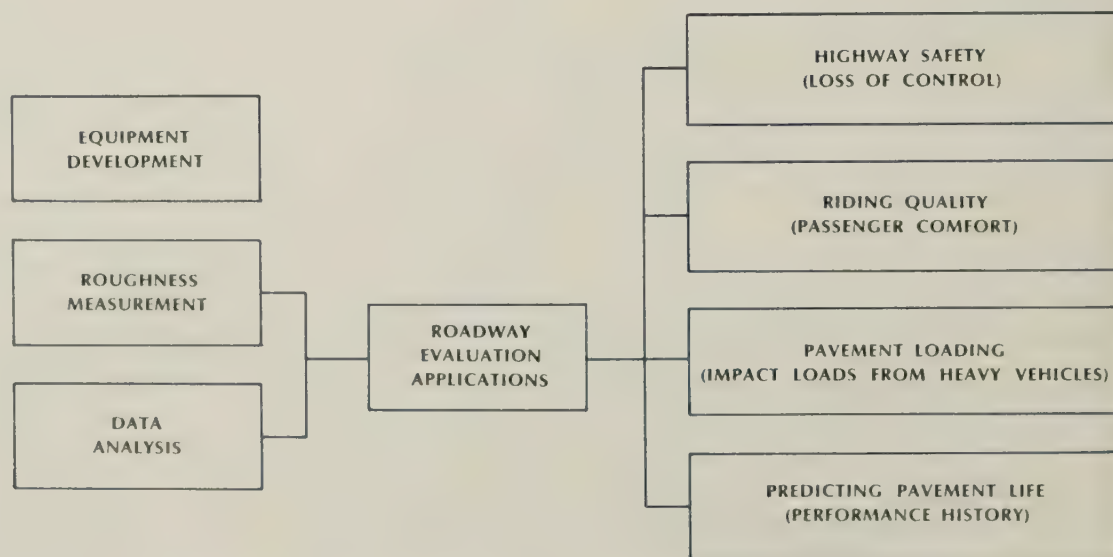 EQUIPMENT
DEVELOPMENT
ROUGHNESS
MEASUREMENT
DATA
ANALYSIS
ROADWAY
EVALUATION
APPLICATIONS
HIGHWAY SAFETY
(LOSS OF CONTROL)
RIDING QUALITY
(PASSENGER COMFORT)
PAVEMENT LOADING
(IMPACT LOADS FROM HEAVY VEHICLES)
PREDICTING PAVEMENT LIFE
(PERFORMANCE HISTORY)